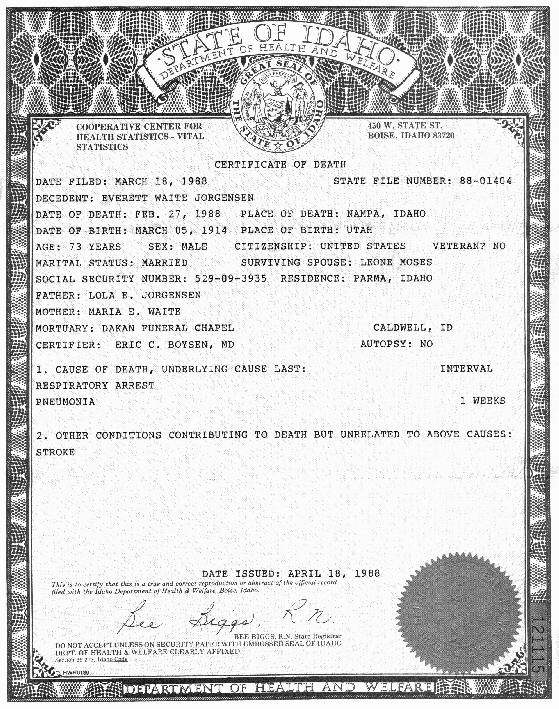 STATE OF IDAHO
DEPARTMENT OF HEALTH AND WELFARE
GREAT SEAL OF THE STATE OF IDAHO
COOPERATIVE CENTER FOR
HEALTH STATISTICS - VITAL
STATISTICS
450 W. STATE ST.
BOISE, IDAHO 83720
CERTIFICATE OF DEATH
DATE FILED: MARCH 18, 1988 STATE FILE NUMBER: 88-01404
DECEDENT: EVERETT WAITE JORGENSEN
DATE OF DEATH: FEB. 27, 1988 PLACE OF DEATH: NAMPA, IDAHO
DATE OF BIRTH: MARCH 05, 1914 PLACE OF BIRTH: UTAH
AGE: 73 YEARS SEX: MALE CITIZENSHIP: UNITED STATES VETERAN? NO
MARITAL STATUS: MARRIED SURVIVING SPOUSE: LEONE MOSES
SOCIAL SECURITY NUMBER: 529-09-3935 RESIDENCE: PARMA, IDAHO
FATHER: LOLA E. JORGENSEN
MOTHER: MARIA E. WAITE
MORTUARY: DAKAN FUNERAL CHAPEL CALDWELL, ID
CERTIFIER: ERIC C. BOYSEN, MD AUTOPSY: NO
1. CAUSE OF DEATH, UNDERLYING CAUSE LAST: INTERVAL
RESPIRATORY ARREST
PNEUMONIA 1 WEEKS
2. OTHER CONDITIONS CONTRIBUTING TO DEATH BUT UNRELATED TO ABOVE CAUSES:
STROKE
DATE ISSUED: APRIL 18, 1988
This is to certify that this is a true and correct reproduction or abstract of the official record
filed with the Idaho Department of Health & Welfare, Boise, Idaho.
Bee Biggs, R.N.
BEE BIGGS, R.N. State Registrar
DO NOT ACCEPT UNLESS ON SECURITY PAPER WITH EMBOSSED SEAL OF IDAHO
DEPT. OF HEALTH & WELFARE CLEARLY AFFIXED
Idaho Code
121115
DEPARTMENT OF HEALTH AND WELFARE